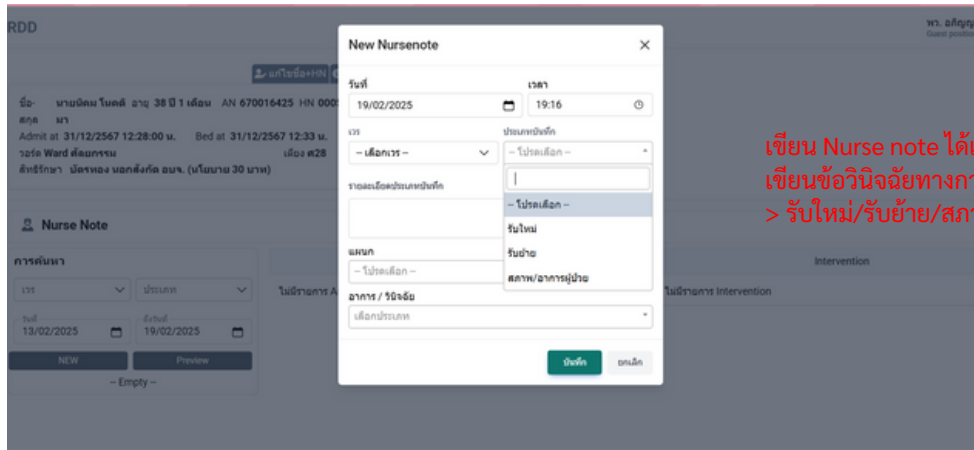 RDD
พว. อภิญญ
Guest position
แก้ไขชื่อ+HN
ชื่อ-สกุล นายนิคม โนคดี อายุ 38 ปี 1 เดือน AN 670016425 HN 000
Admit at 31/12/2567 12:28:00 น. Bed at 31/12/2567 12:33 น.
วอร์ด Ward ศัลยกรรม เตียง ศ28
สิทธิรักษา บัตรทอง นอกสังกัด อบจ. (นโยบาย 30 บาท)
Nurse Note
การค้นหา
เวร ประเภท
วันที่ ถึงวันที่
13/02/2025 19/02/2025
NEW Preview
-- Empty --
ไม่มีรายการ A
Intervention
ไม่มีรายการ Intervention
New Nursenote
วันที่ เวลา
19/02/2025 19:16
เวร ประเภทบันทึก
-- เลือกเวร -- -- โปรดเลือก --
-- โปรดเลือก --
รับใหม่
รับย้าย
สภาพ/อาการผู้ป่วย
รายละเอียดประเภทบันทึก
แผนก
-- โปรดเลือก --
อาการ / วินิจฉัย
เลือกประเภท
บันทึก ยกเลิก
เขียน Nurse note ได้
เขียนข้อวินิจฉัยทางกา
> รับใหม่/รับย้าย/สภา